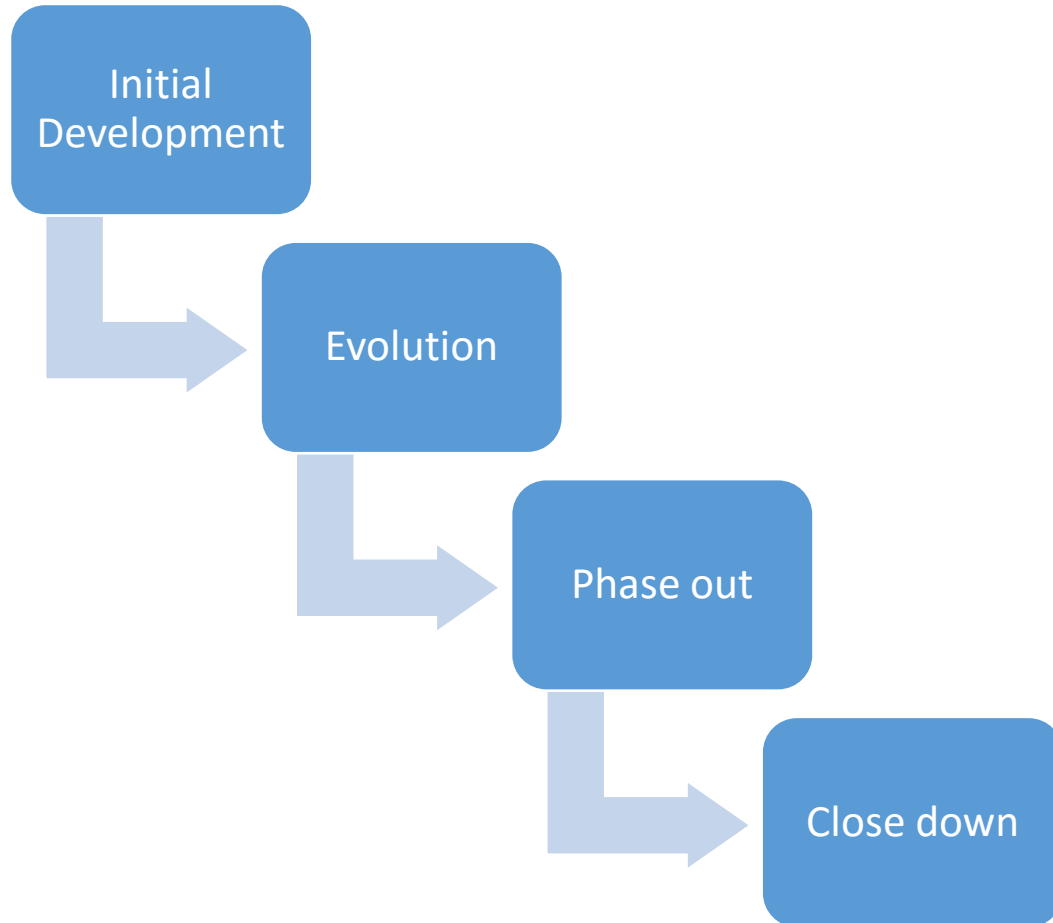 Initial
Development
Evolution
Phase out
Close down